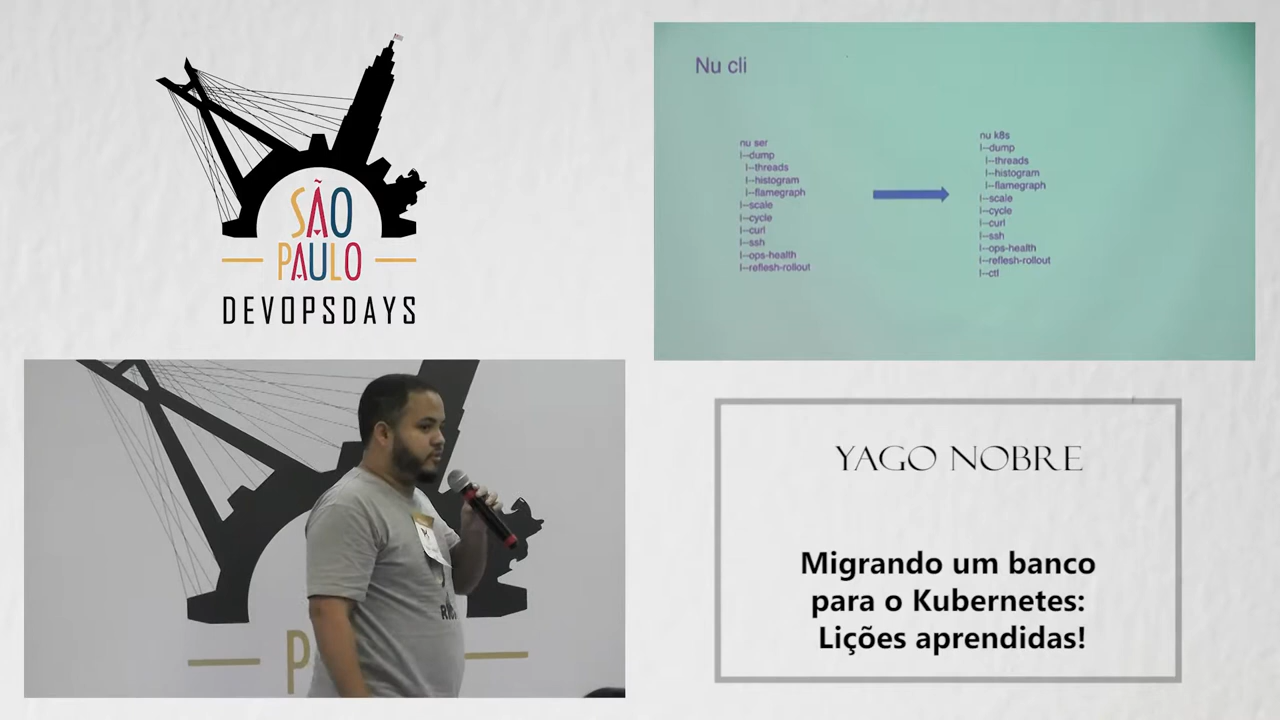 SÃO
PAULO
DEVOPSDAYS
Nu cli
nu ser
|--dump
|--threads
|--histogram
|--flamegraph
|--scale
|--cycle
|--curl
|--ssh
|--ops-health
|--reflesh-rollout
nu k8s
|--dump
|--threads
|--histogram
|--flamegraph
|--scale
|--cycle
|--curl
|--ssh
|--ops-health
|--reflesh-rollout
|--ctl
P
YAGO NOBRE
Migrando um banco
para o Kubernetes:
Lições aprendidas!